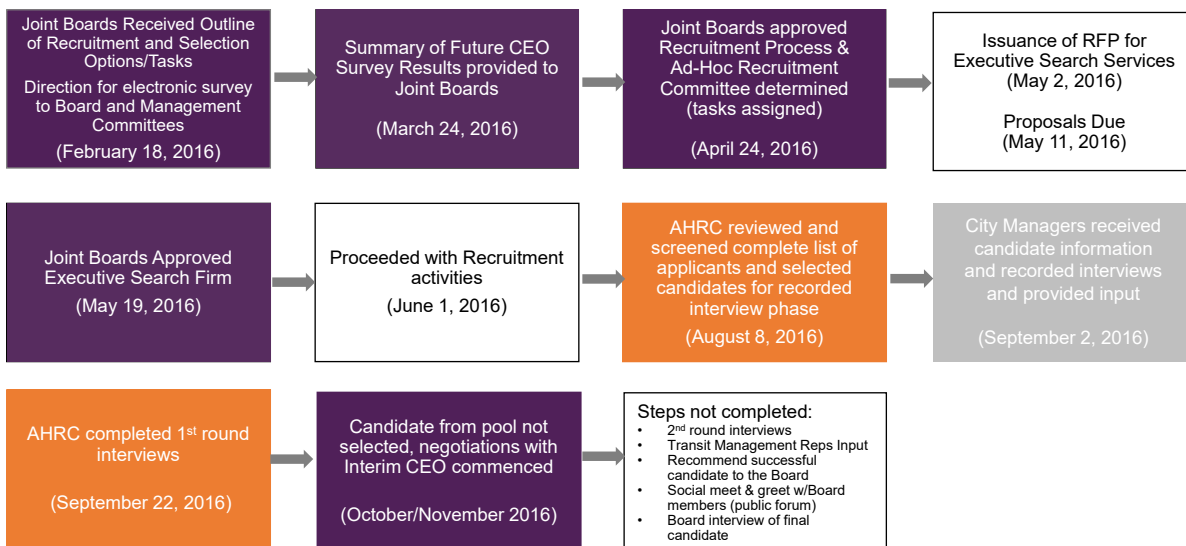 Joint Boards Received Outline
of Recruitment and Selection
Options/Tasks
Direction for electronic survey
to Board and Management
Committees
(February 18, 2016)
Summary of Future CEO
Survey Results provided to
Joint Boards
(March 24, 2016)
Joint Boards approved
Recruitment Process &
Ad-Hoc Recruitment
Committee determined
(tasks assigned)
(April 24, 2016)
Issuance of RFP for
Executive Search Services
(May 2, 2016)
Proposals Due
(May 11, 2016)
Joint Boards Approved
Executive Search Firm
(May 19, 2016)
Proceeded with Recruitment
activities
(June 1, 2016)
AHRC reviewed and
screened complete list of
applicants and selected
candidates for recorded
interview phase
(August 8, 2016)
City Managers received
candidate information
and recorded interviews
and provided input
(September 2, 2016)
AHRC completed 1st round
interviews
(September 22, 2016)
Candidate from pool not
selected, negotiations with
Interim CEO commenced
(October/November 2016)
Steps not completed:
• 2nd round interviews
• Transit Management Reps Input
• Recommend successful
candidate to the Board
• Social meet & greet w/Board
members (public forum)
• Board interview of final
candidate